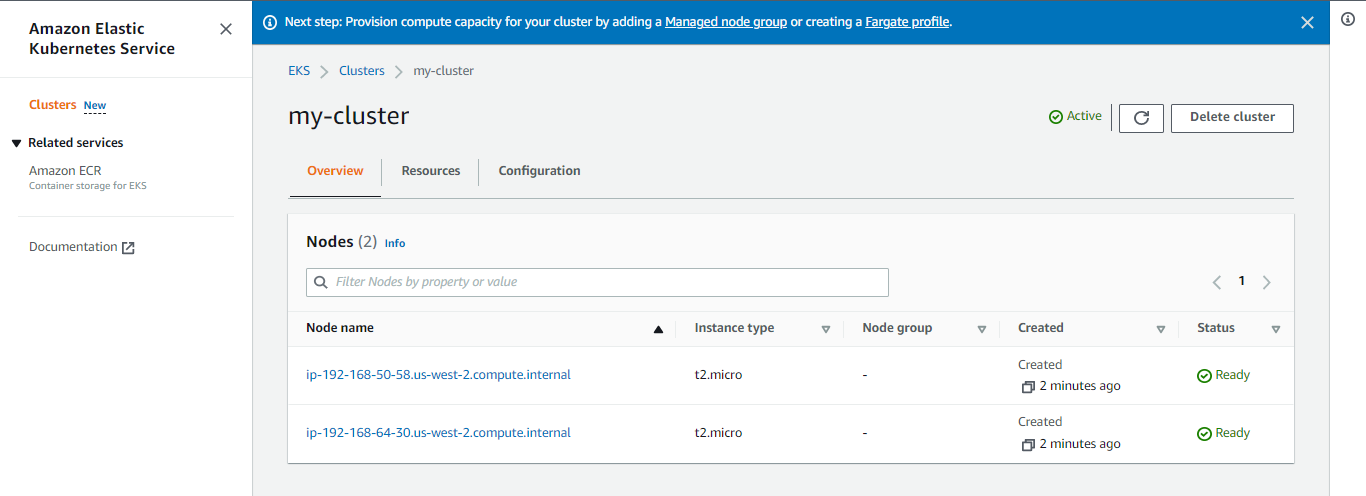 Amazon Elastic
Kubernetes Service
Clusters New
Related services
Amazon ECR
Container storage for EKS
Documentation
Next step: Provision compute capacity for your cluster by adding a Managed node group or creating a Fargate profile.
EKS Clusters my-cluster
my-cluster
Active
Delete cluster
Overview Resources Configuration
Nodes (2) Info
Filter Nodes by property or value
1
Node name Instance type Node group Created Status
ip-192-168-50-58.us-west-2.compute.internal t2.micro - Created
2 minutes ago Ready
ip-192-168-64-30.us-west-2.compute.internal t2.micro - Created
2 minutes ago Ready